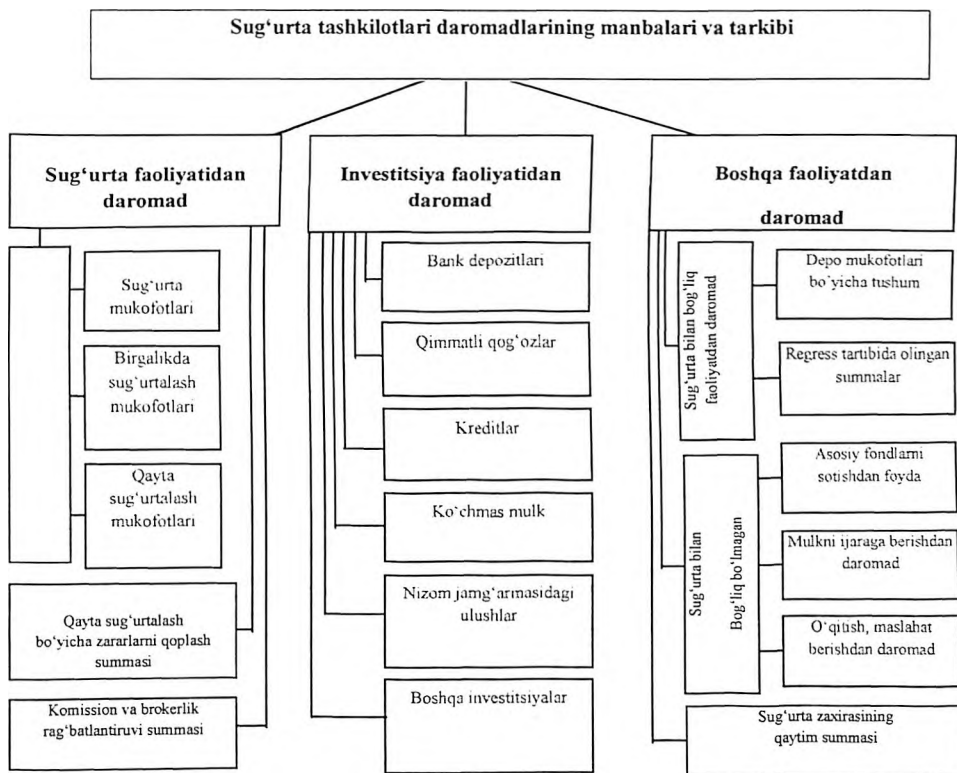 Sug‘urta tashkilotlari daromadlarining manbalari va tarkibi
Sug‘urta faoliyatidan
daromad
Sug‘urta
mukofotlari
Birgalikda
sug‘urtalash
mukofotlari
Qayta
sug‘urtalash
mukofotlari
Qayta sug‘urtalash
bo‘yicha zararlarni qoplash
summasi
Komission va brokerlik
rag‘batlantiruvi summasi
Investitsiya faoliyatidan
daromad
Bank depozitlari
Qimmatli qog‘ozlar
Kreditlar
Ko‘chmas mulk
Nizom jamg‘armasidagi
ulushlar
Boshqa investitsiyalar
Boshqa faoliyatdan
daromad
Sug‘urta bilan bog‘liq
faoliyatdan daromad
Depo mukofotlari
bo‘yicha tushum
Regress tartibida olingan
summalar
Sug‘urta bilan
Bog‘liq bo‘lmagan
Asosiy fondlarni
sotishdan foyda
Mulkni ijaraga berishdan
daromad
O‘qitish, maslahat
berishdan daromad
Sug‘urta zaxirasining
qaytim summasi